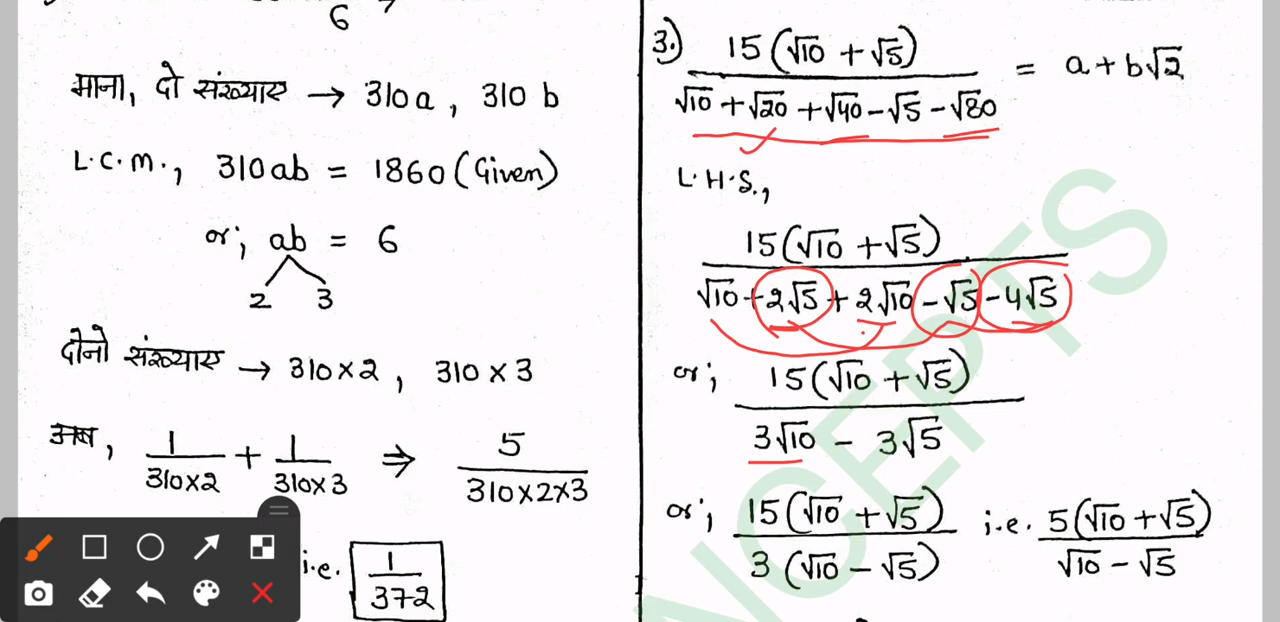 6
माना, दो संख्याए → 310a, 310b
L.C.M., 310ab = 1860 (Given)
or; ab = 6
2 3
दोनो संख्याए → 310×2, 310×3
अब, 1/310×2 + 1/310×3 ⇒ 5/310×2×3
i.e. 1/372
3.) 15(√10 + √5)/√10 + √20 + √40 - √5 - √80 = a + b√2
L.H.S.,
15(√10 + √5)/√10 + 2√5 + 2√10 - √5 - 4√5
or; 15(√10 + √5)/3√10 - 3√5
or; 15(√10 + √5)/3(√10 - √5) i.e. 5(√10 + √5)/√10 - √5
NCEPTS